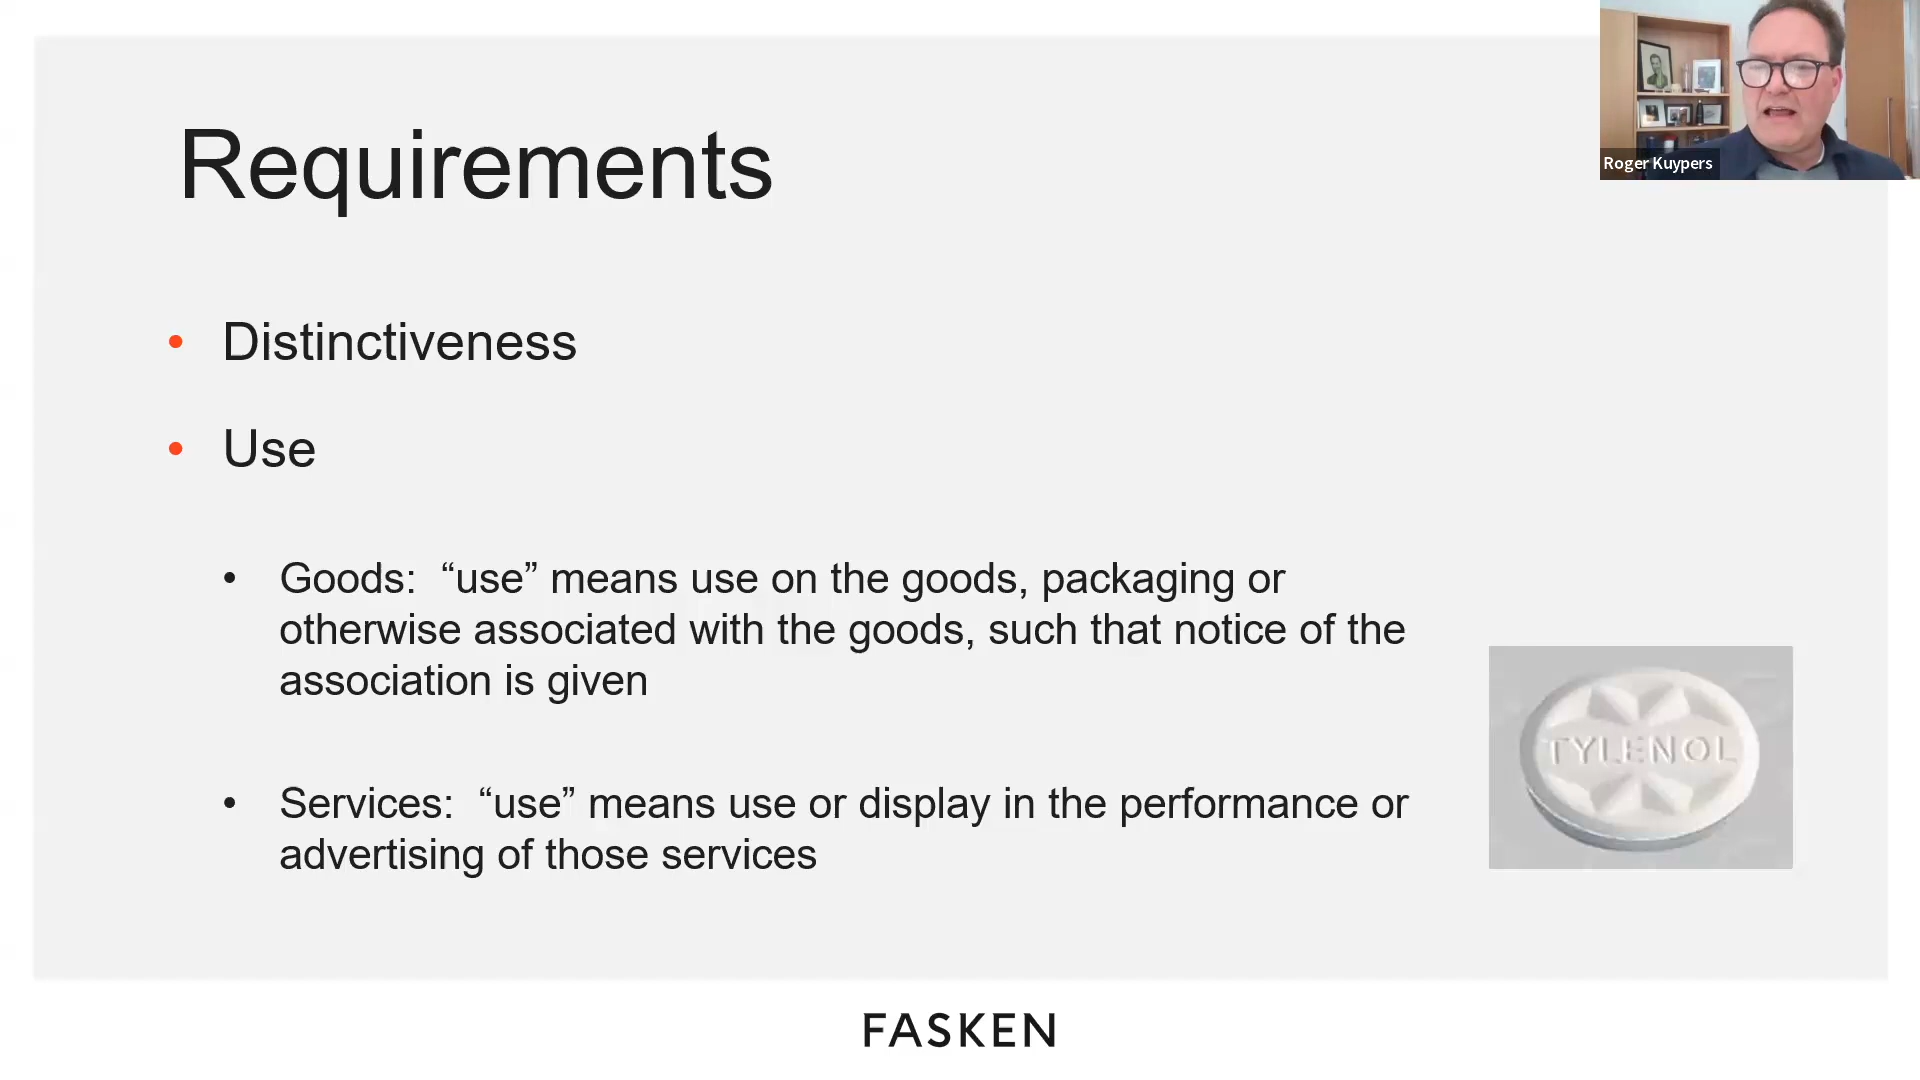 Roger Kuypers
Requirements
• Distinctiveness
• Use
• Goods: “use” means use on the goods, packaging or
otherwise associated with the goods, such that notice of the
association is given
• Services: “use” means use or display in the performance or
advertising of those services
TYLENOL
FASKEN